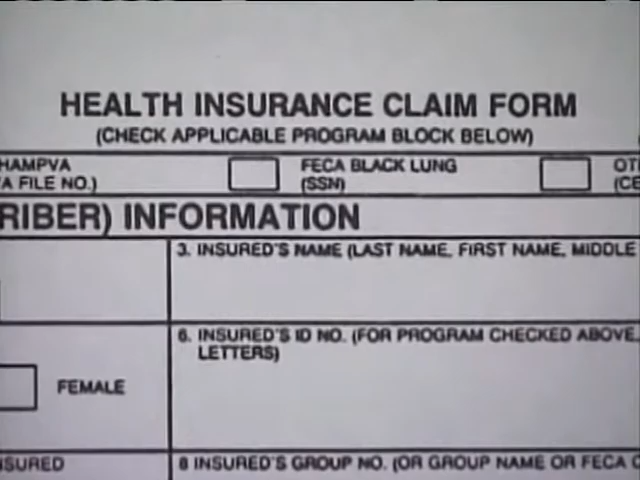 HEALTH INSURANCE CLAIM FORM
(CHECK APPLICABLE PROGRAM BLOCK BELOW)
HAMPVA FECA BLACK LUNG OT
A FILE NO.) (SSN) (CE
RIBER) INFORMATION
3. INSURED'S NAME (LAST NAME, FIRST NAME, MIDDLE
6. INSURED'S ID NO. (FOR PROGRAM CHECKED ABOVE,
LETTERS)
FEMALE
SURED 8 INSURED'S GROUP NO. (OR GROUP NAME OR FECA C